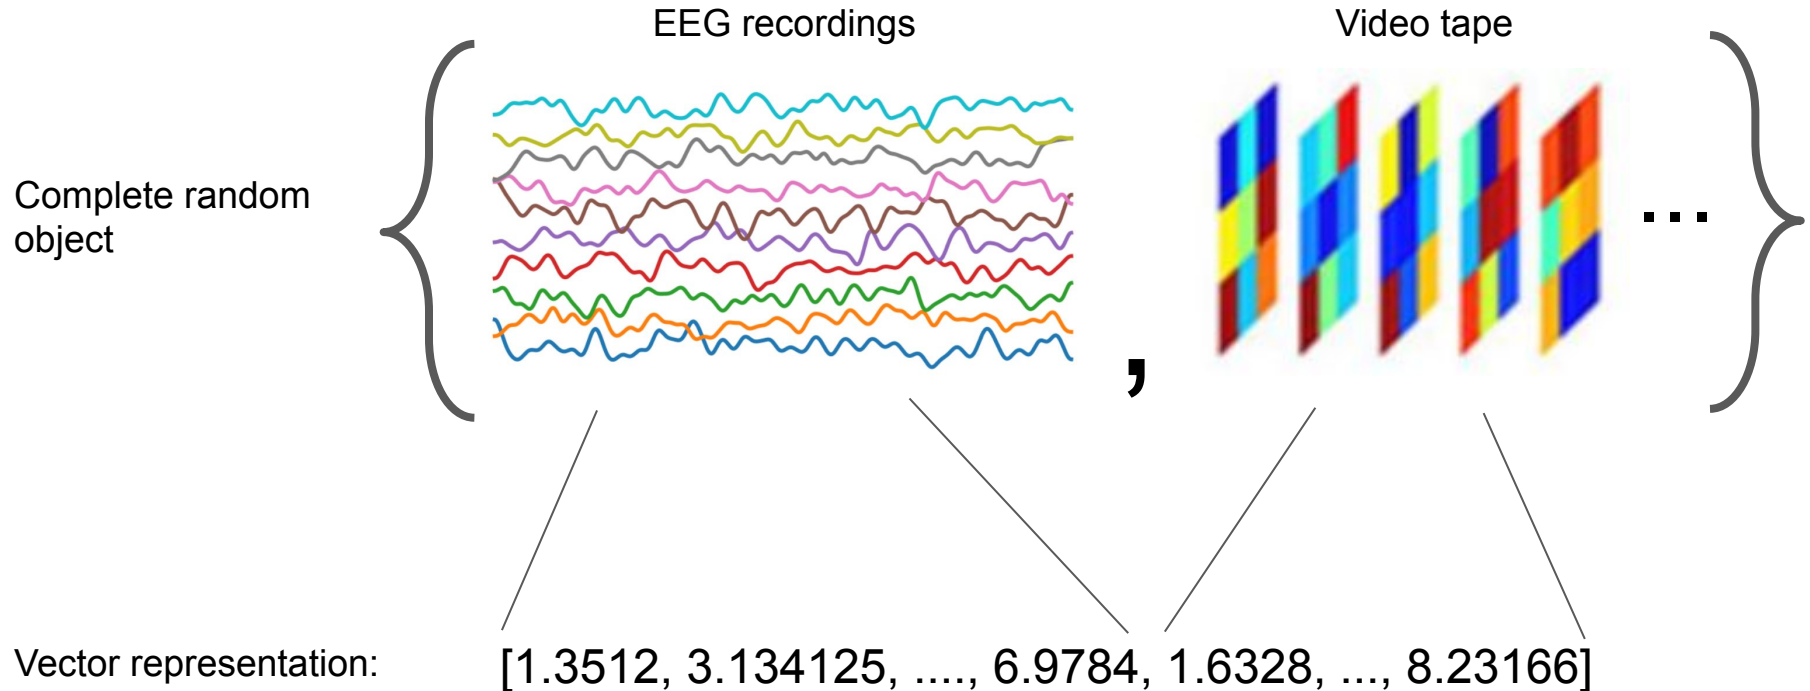 EEG recordings
Video tape
Complete random
object
,
...
Vector representation:
[1.3512, 3.134125, ...., 6.9784, 1.6328, ..., 8.23166]